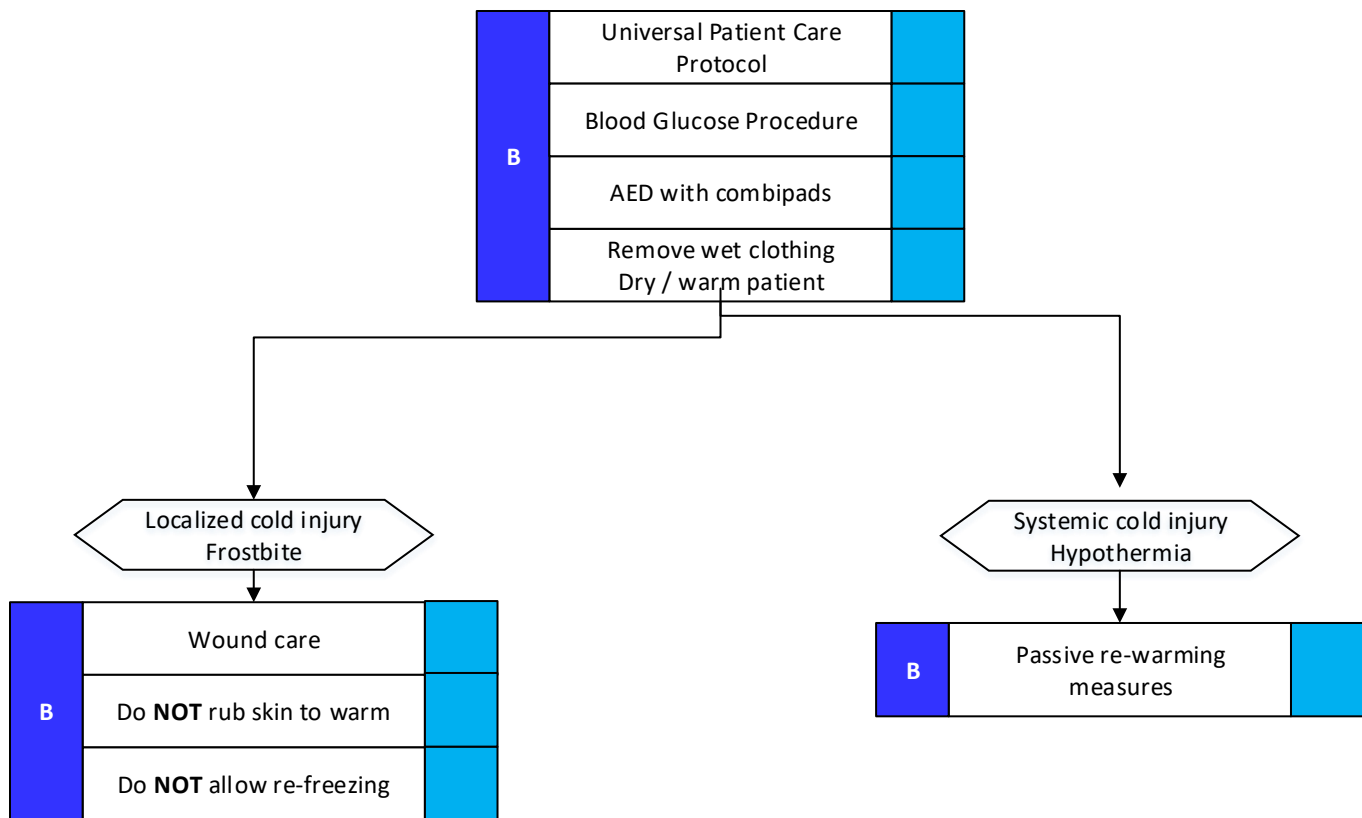 Universal Patient Care
Protocol
Blood Glucose Procedure
B
AED with combipads
Remove wet clothing
Dry / warm patient
Localized cold injury
Frostbite
Systemic cold injury
Hypothermia
Wound care
B
Do NOT rub skin to warm
Do NOT allow re-freezing
B
Passive re-warming
measures